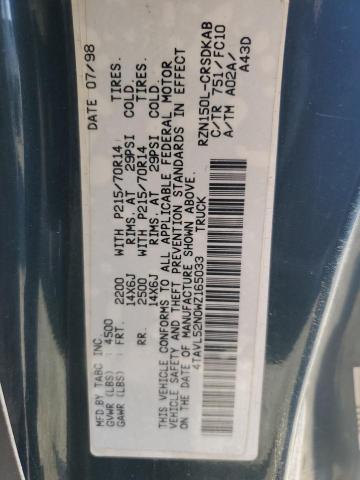 MFD.BY TABC INC. DATE 07/98
GVWR (LBS) : 4500
GAWR (LBS) : FRT. 2200 WITH P215/70R14 TIRES.
14X6J RIMS. AT 29PSI COLD.
RR. 2500 WITH P215/70R14 TIRES.
14X6J RIMS. AT 29PSI COLD.
THIS VEHICLE CONFORMS TO ALL APPLICABLE FEDERAL MOTOR
VEHICLE SAFETY AND THEFT PREVENTION STANDARDS IN EFFECT
ON THE DATE OF MANUFACTURE SHOWN ABOVE.
4TAVL52N0WZ165033 TRUCK
RZN150L-CRSDKAB
C/TR 751/FC10
A/TM A02A/
A43D